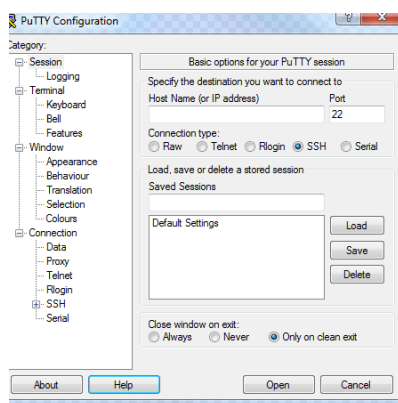 PuTTY Configuration
Category:
Session
Logging
Terminal
Keyboard
Bell
Features
Window
Appearance
Behaviour
Translation
Selection
Colours
Connection
Data
Proxy
Telnet
Rlogin
SSH
Serial
Basic options for your PuTTY session
Specify the destination you want to connect to
Host Name (or IP address) Port
22
Connection type:
Raw Telnet Rlogin SSH Serial
Load, save or delete a stored session
Saved Sessions
Default Settings
Load
Save
Delete
Close window on exit:
Always Never Only on clean exit
About Help Open Cancel